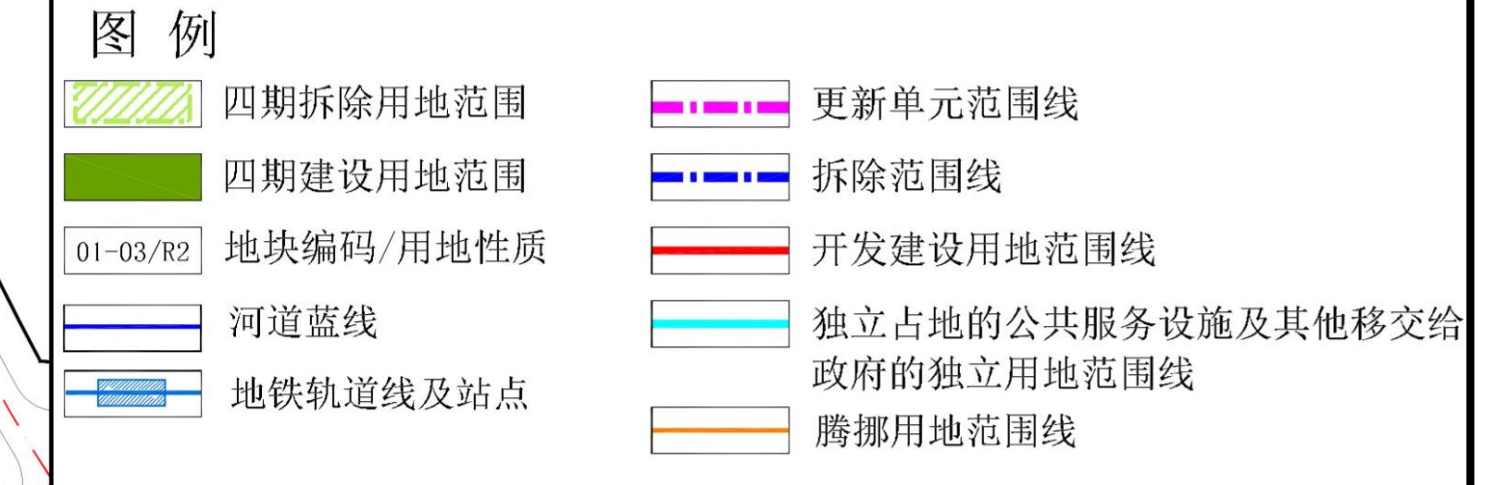 图 例
四期拆除用地范围
四期建设用地范围
01-03/R2 地块编码/用地性质
河道蓝线
地铁轨道线及站点
更新单元范围线
拆除范围线
开发建设用地范围线
独立占地的公共服务设施及其他移交给
政府的独立用地范围线
腾挪用地范围线